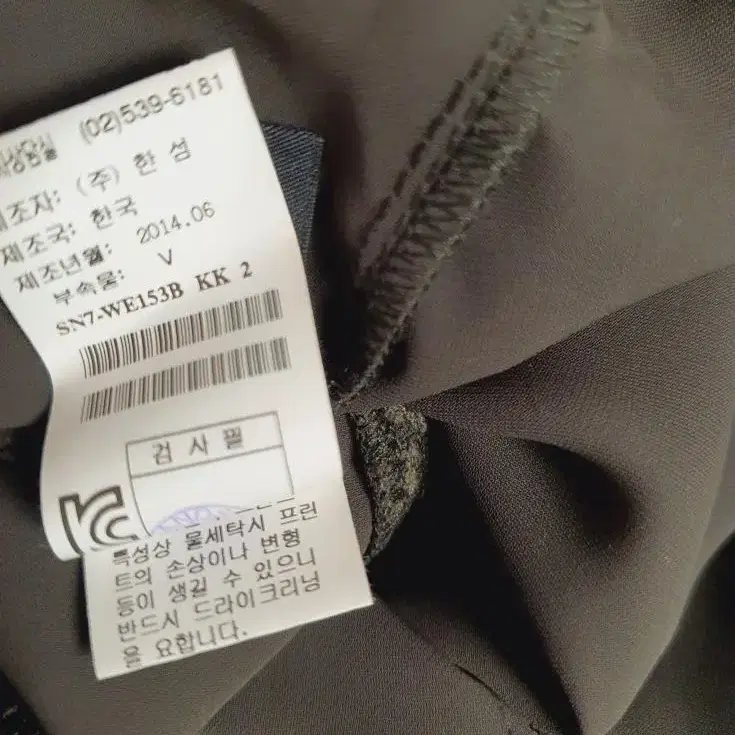 (02)539-6181
(주) 한 섬
제조국: 한국
제조년월: 2014.06
부속물: V
SN7-WE153B KK 2
검 사 필
특성상 물세탁시 프린
트의 손상이나 변형
등이 생길 수 있으니
반드시 드라이크리닝
을 요합니다.